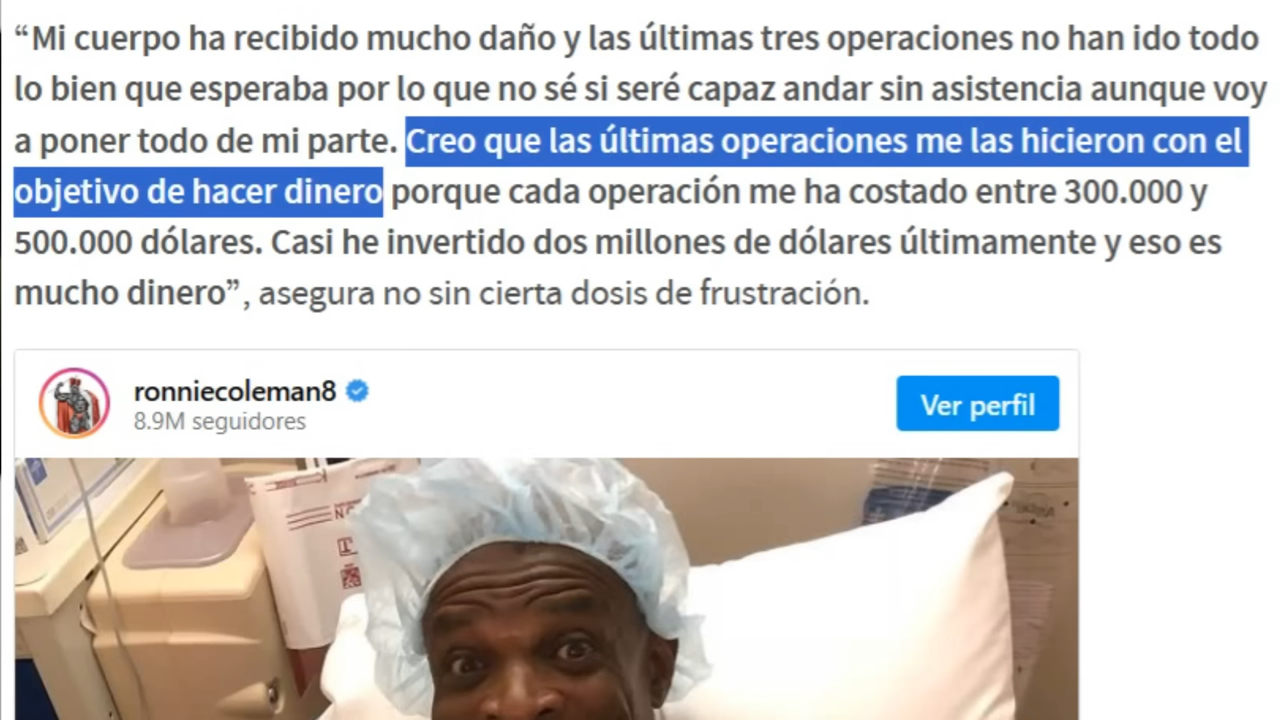 “Mi cuerpo ha recibido mucho daño y las últimas tres operaciones no han ido todo
lo bien que esperaba por lo que no sé si seré capaz andar sin asistencia aunque voy
a poner todo de mi parte. Creo que las últimas operaciones me las hicieron con el
objetivo de hacer dinero porque cada operación me ha costado entre 300.000 y
500.000 dólares. Casi he invertido dos millones de dólares últimamente y eso es
mucho dinero”, asegura no sin cierta dosis de frustración.
ronniecoleman8
8.9M seguidores
Ver perfil